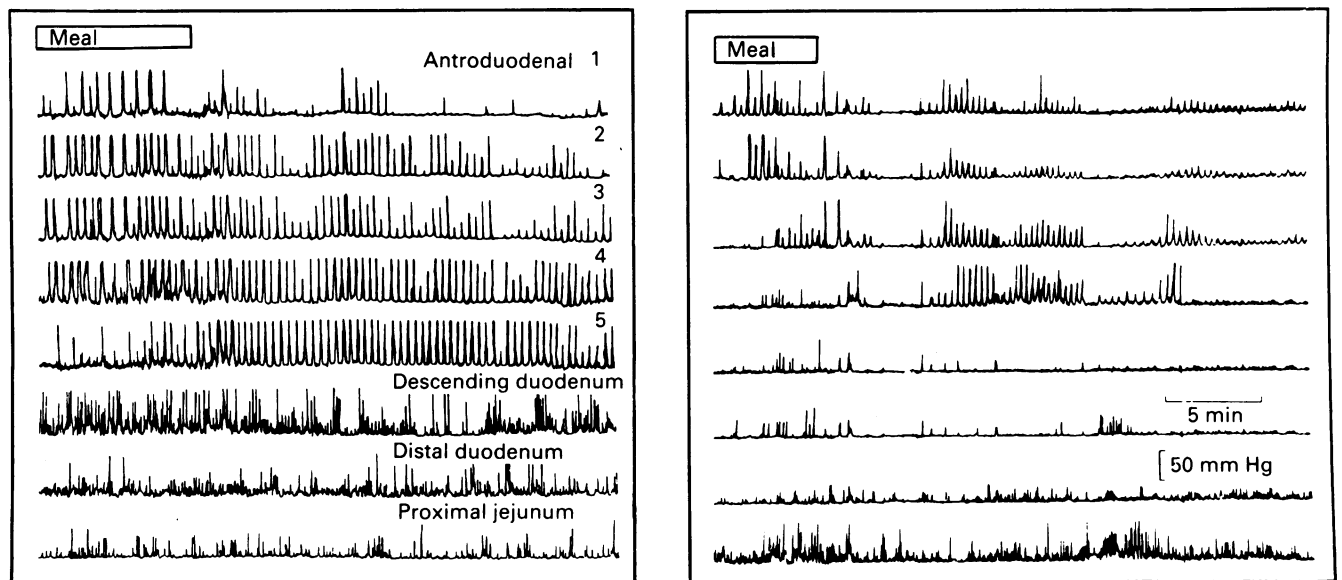 Meal
Antroduodenal 1
2
3
4
5
Descending duodenum
Distal duodenum
Proximal jejunum
Meal
5 min
50 mm Hg